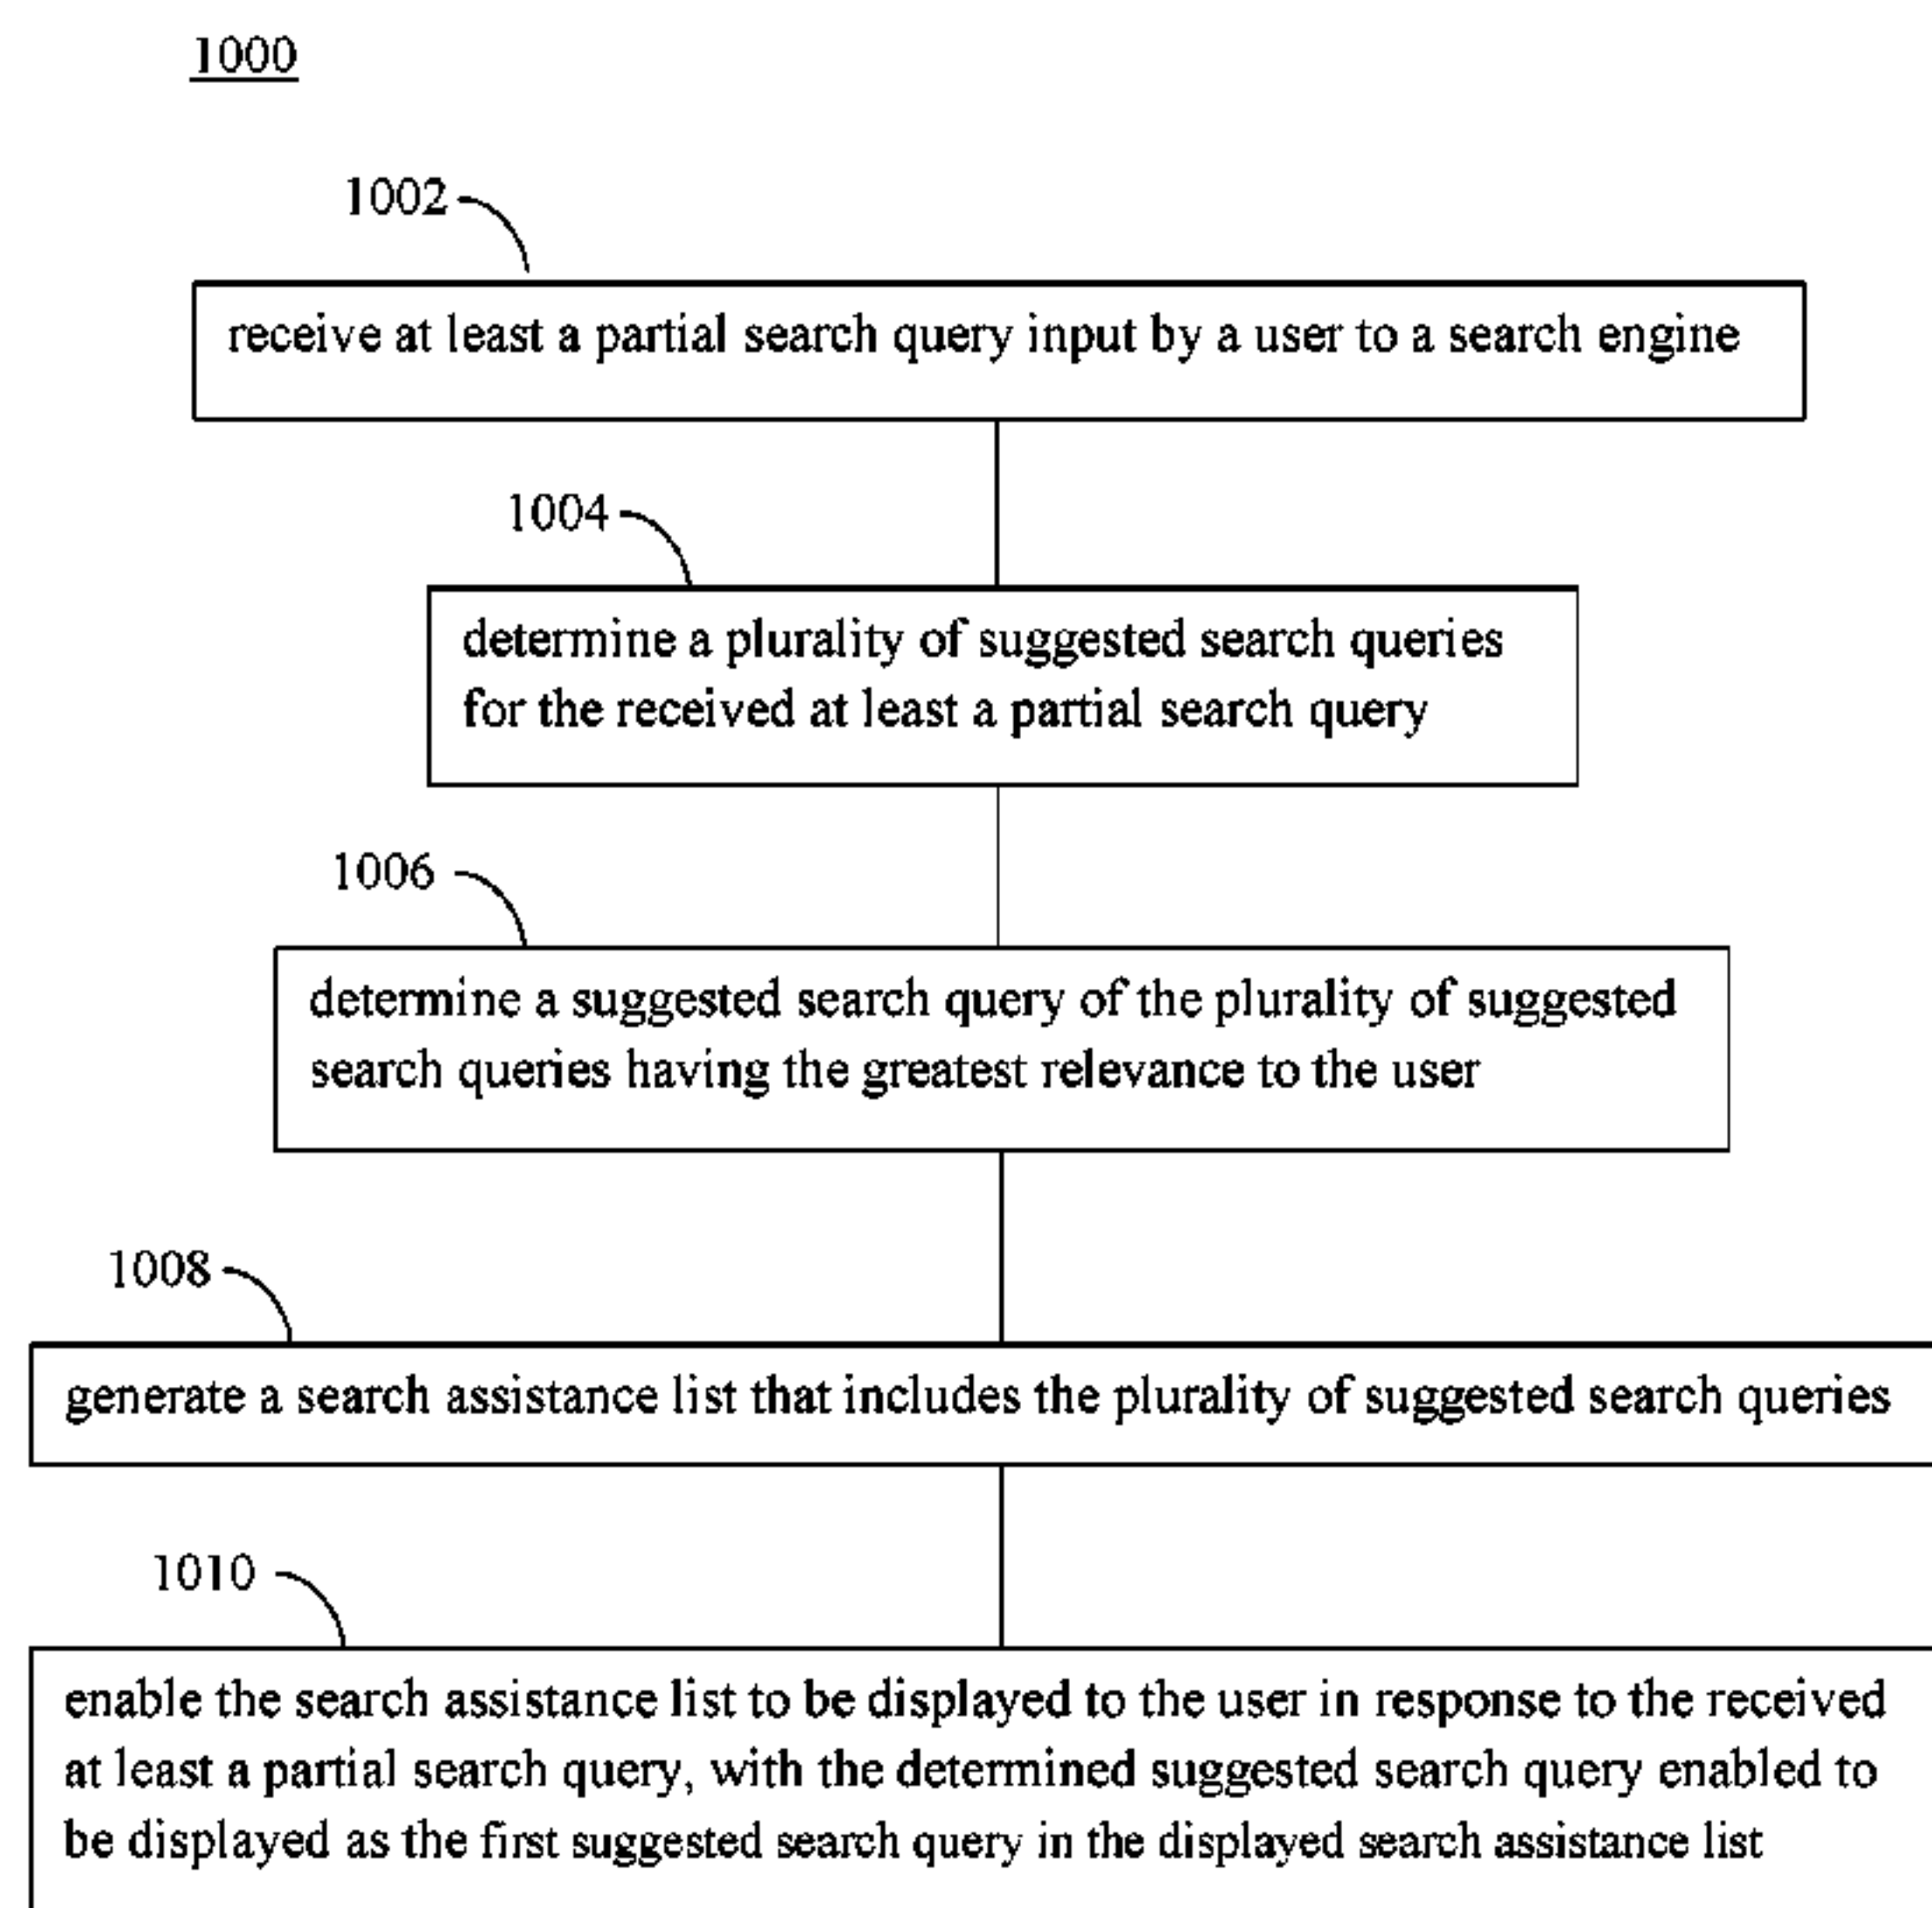 1000
1002
receive at least a partial search query input by a user to a search engine
1004
determine a plurality of suggested search queries
for the received at least a partial search query
1006
determine a suggested search query of the plurality of suggested
search queries having the greatest relevance to the user
1008
generate a search assistance list that includes the plurality of suggested search queries
1010
enable the search assistance list to be displayed to the user in response to the received
at least a partial search query, with the determined suggested search query enabled to
be displayed as the first suggested search query in the displayed search assistance list